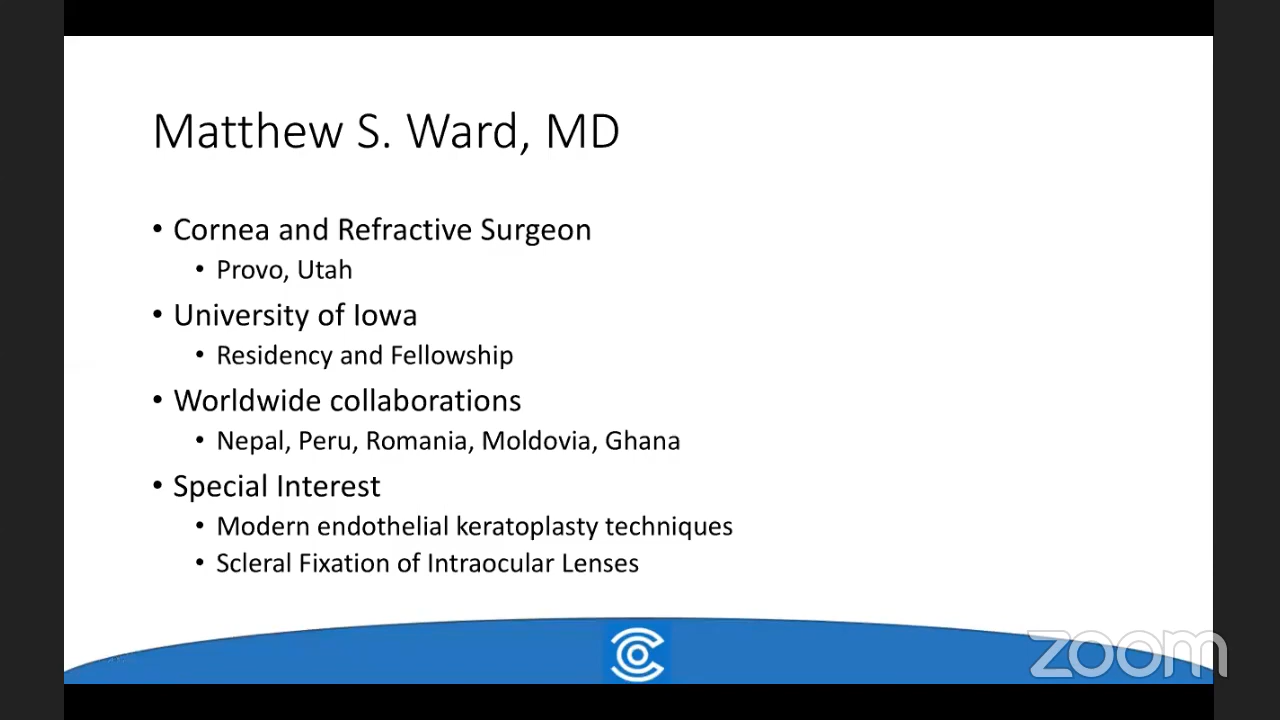 Matthew S. Ward, MD
• Cornea and Refractive Surgeon
• Provo, Utah
• University of Iowa
• Residency and Fellowship
• Worldwide collaborations
• Nepal, Peru, Romania, Moldovia, Ghana
• Special Interest
• Modern endothelial keratoplasty techniques
• Scleral Fixation of Intraocular Lenses
zoom